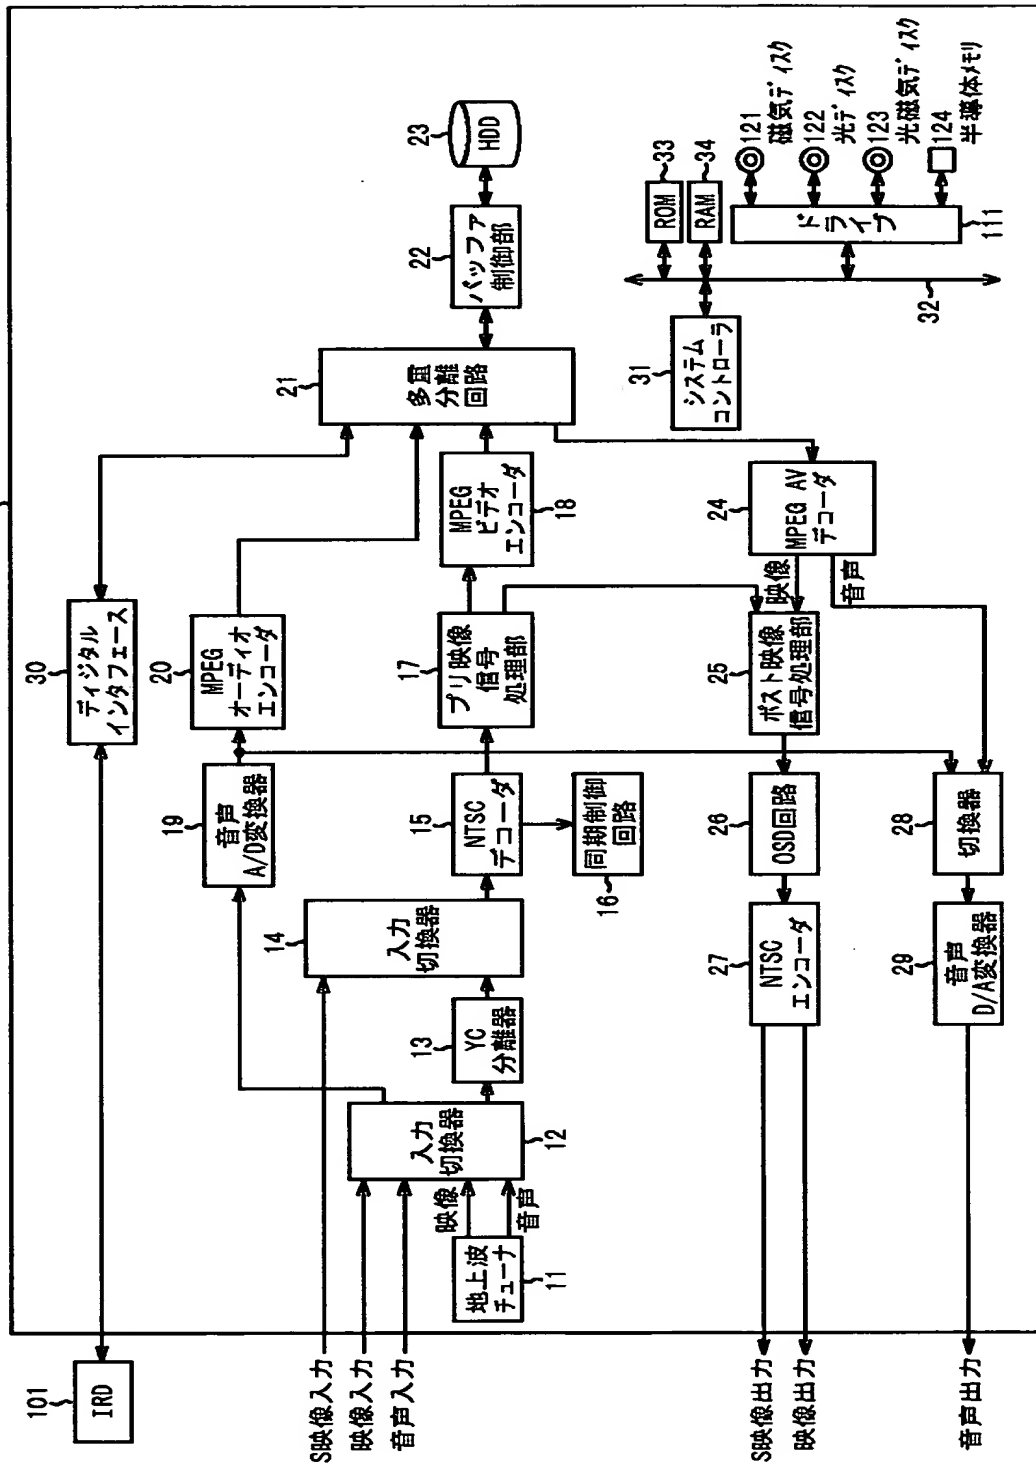 101
IRD
S映像入力
映像入力
音声入力
S映像出力
映像出力
音声出力
30
ディジタル
インタフェース
11
地上波
チューナ
映像
音声
12
入力
切換器
13
YC
分離器
14
入力
切換器
19
音声
A/D変換器
20
MPEG
オーディオ
エンコーダ
15
NTSC
デコーダ
16
同期制御
回路
17
プリ映像
信号
処理部
18
MPEG
ビデオ
エンコーダ
21
多重
分離
回路
22
バッファ
制御部
23
HDD
24
MPEG AV
デコーダ
映像
音声
25
ポスト映像
信号処理部
26
OSD回路
27
NTSC
エンコーダ
28
切換器
29
音声
D/A変換器
31
システム
コントローラ
32
ROM
33
RAM
34
ドライブ
111
121
磁気ディスク
122
光ディスク
123
光磁気ディスク
124
半導体メモリ